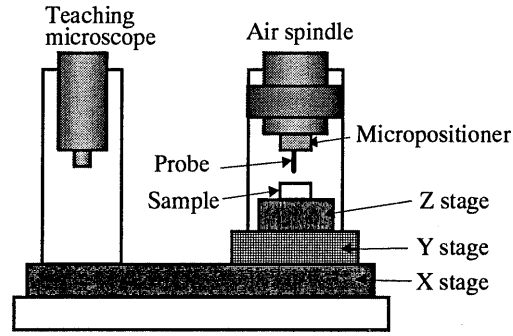 Teaching
microscope
Air spindle
Micropositioner
Probe
Sample
Z stage
Y stage
X stage